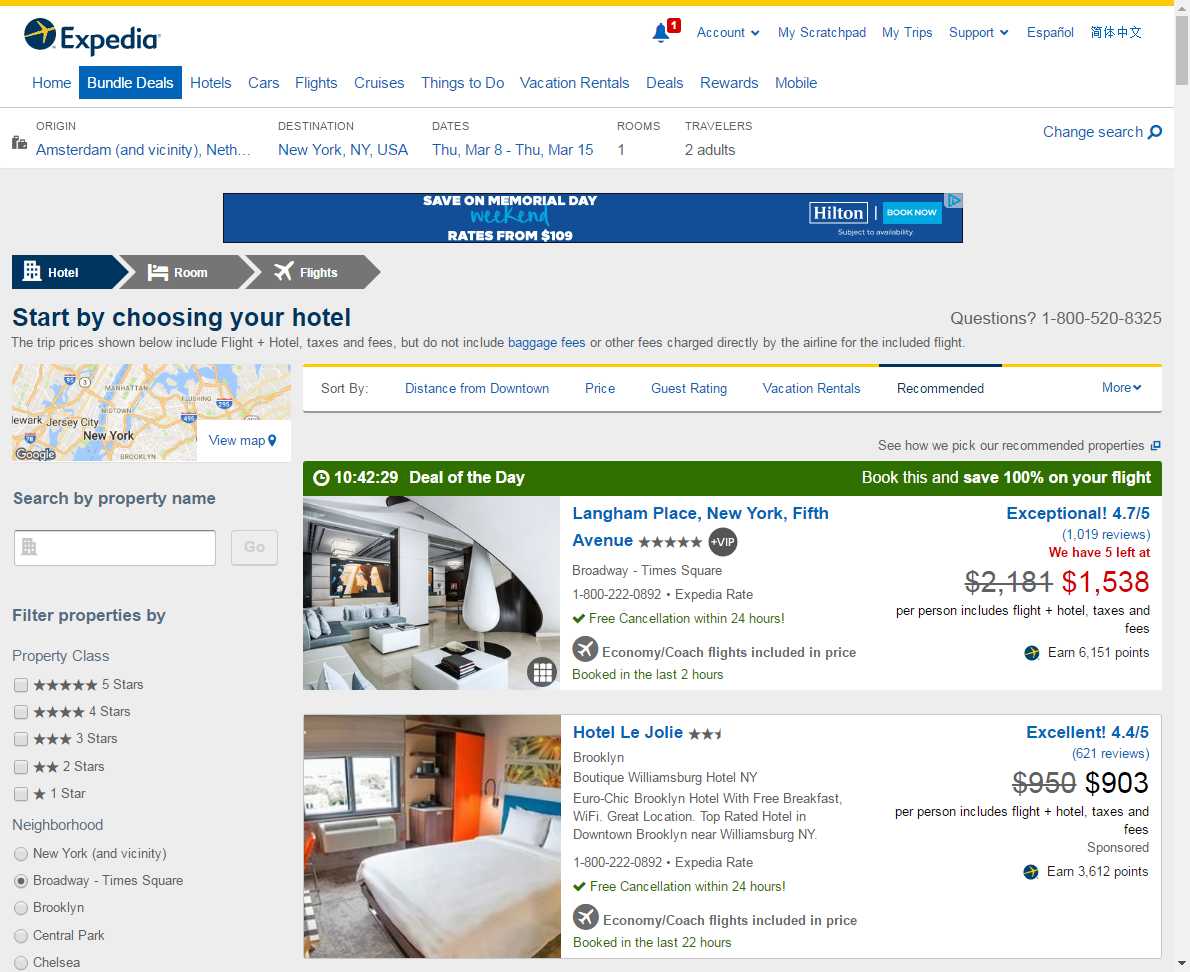 Expedia
1
Account
My Scratchpad
My Trips
Support
Español
简体中文
Home
Bundle Deals
Hotels
Cars
Flights
Cruises
Things to Do
Vacation Rentals
Deals
Rewards
Mobile
ORIGIN
Amsterdam (and vicinity), Neth...
DESTINATION
New York, NY, USA
DATES
Thu, Mar 8 - Thu, Mar 15
ROOMS
1
TRAVELERS
2 adults
Change search
SAVE ON MEMORIAL DAY
weekend
RATES FROM $109
Hilton
BOOK NOW
Subject to availability.
Hotel
Room
Flights
Start by choosing your hotel
Questions? 1-800-520-8325
The trip prices shown below include Flight + Hotel, taxes and fees, but do not include baggage fees or other fees charged directly by the airline for the included flight.
MANHATTAN
FLUSHING
MIDTOWN
ewark
Jersey City
New York
BROOKLYN
95
3
295
495
78
Google
View map
Sort By:
Distance from Downtown
Price
Guest Rating
Vacation Rentals
Recommended
More
See how we pick our recommended properties
Search by property name
Go
Filter properties by
Property Class
5 Stars
4 Stars
3 Stars
2 Stars
1 Star
Neighborhood
New York (and vicinity)
Broadway - Times Square
Brooklyn
Central Park
Chelsea
10:42:29 Deal of the Day
Book this and save 100% on your flight
Langham Place, New York, Fifth
Avenue
+VIP
Broadway - Times Square
1-800-222-0892 • Expedia Rate
Free Cancellation within 24 hours!
Economy/Coach flights included in price
Booked in the last 2 hours
Exceptional! 4.7/5
(1,019 reviews)
We have 5 left at
$2,181 $1,538
per person includes flight + hotel, taxes and
fees
Earn 6,151 points
Hotel Le Jolie
Brooklyn
Boutique Williamsburg Hotel NY
Euro-Chic Brooklyn Hotel With Free Breakfast,
WiFi. Great Location. Top Rated Hotel in
Downtown Brooklyn near Williamsburg NY.
1-800-222-0892 • Expedia Rate
Free Cancellation within 24 hours!
Economy/Coach flights included in price
Booked in the last 22 hours
Excellent! 4.4/5
(621 reviews)
$950 $903
per person includes flight + hotel, taxes and
fees
Sponsored
Earn 3,612 points